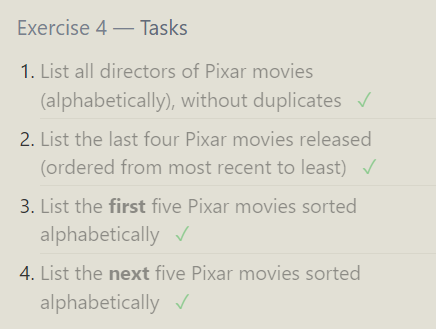 Exercise 4 — Tasks
1. List all directors of Pixar movies
(alphabetically), without duplicates ✓
2. List the last four Pixar movies released
(ordered from most recent to least) ✓
3. List the first five Pixar movies sorted
alphabetically ✓
4. List the next five Pixar movies sorted
alphabetically ✓